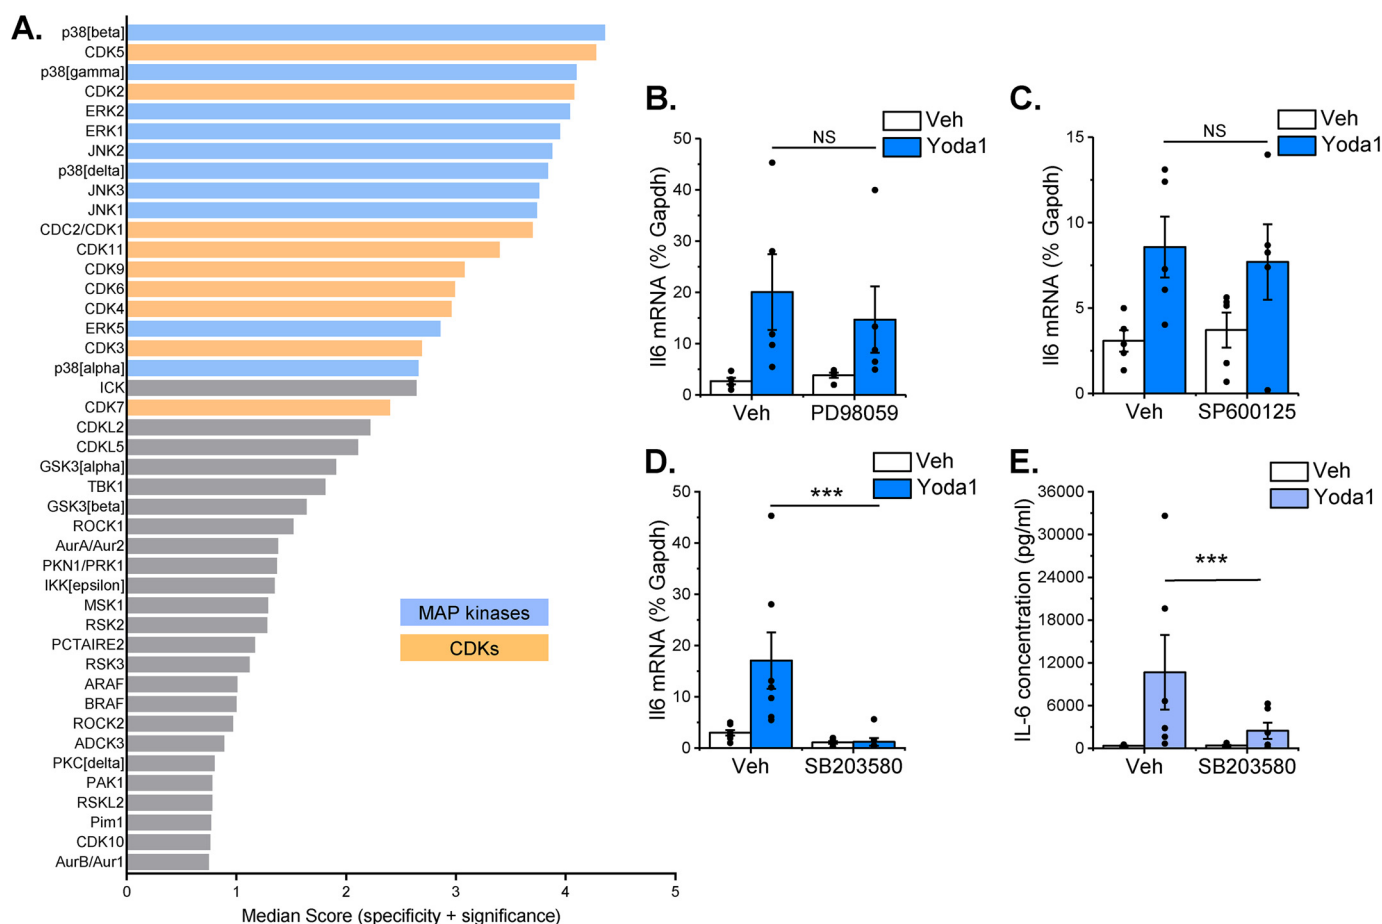 A.
p38[beta]
CDK5
p38[gamma]
CDK2
ERK2
ERK1
JNK2
p38[delta]
JNK3
JNK1
CDC2/CDK1
CDK11
CDK9
CDK6
CDK4
ERK5
CDK3
p38[alpha]
ICK
CDK7
CDKL2
CDKL5
GSK3[alpha]
TBK1
GSK3[beta]
ROCK1
AurA/Aur2
PKN1/PRK1
IKK[epsilon]
MSK1
RSK2
PCTAIRE2
RSK3
ARAF
BRAF
ROCK2
ADCK3
PKC[delta]
PAK1
RSKL2
Pim1
CDK10
AurB/Aur1
0 1 2 3 4 5
Median Score (specificity + significance)
MAP kinases
CDKs
B.
Veh
Yoda1
NS
Il6 mRNA (% Gapdh)
50
40
30
20
10
0
Veh PD98059
C.
Veh
Yoda1
NS
Il6 mRNA (% Gapdh)
15
10
5
0
Veh SP600125
D.
Veh
Yoda1
***
Il6 mRNA (% Gapdh)
50
40
30
20
10
0
Veh SB203580
E.
Veh
Yoda1
***
IL-6 concentration (pg/ml)
36000
30000
24000
18000
12000
6000
0
Veh SB203580